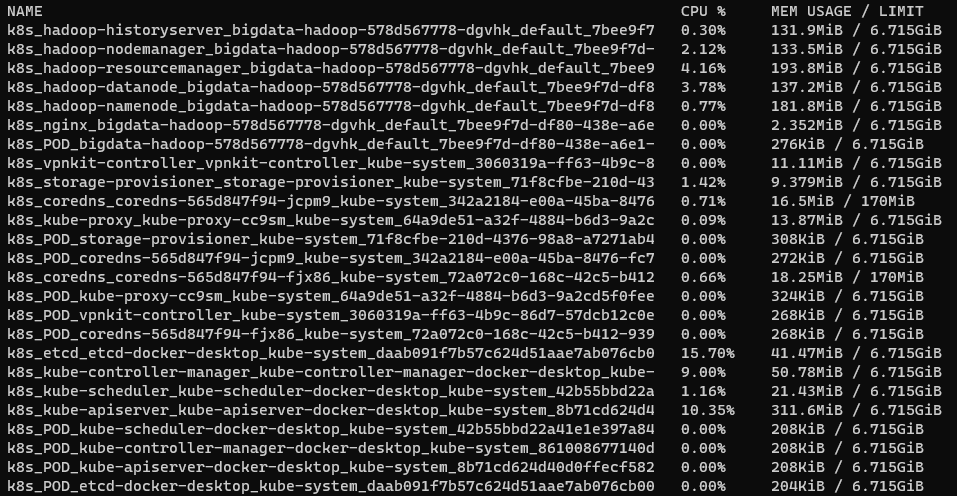 NAME CPU % MEM USAGE / LIMIT
k8s_hadoop-historyserver_bigdata-hadoop-578d567778-dgvhk_default_7bee9f7 0.30% 131.9MiB / 6.715GiB
k8s_hadoop-nodemanager_bigdata-hadoop-578d567778-dgvhk_default_7bee9f7d- 2.12% 133.5MiB / 6.715GiB
k8s_hadoop-resourcemanager_bigdata-hadoop-578d567778-dgvhk_default_7bee9 4.16% 193.8MiB / 6.715GiB
k8s_hadoop-datanode_bigdata-hadoop-578d567778-dgvhk_default_7bee9f7d-df8 3.78% 137.2MiB / 6.715GiB
k8s_hadoop-namenode_bigdata-hadoop-578d567778-dgvhk_default_7bee9f7d-df8 0.77% 181.8MiB / 6.715GiB
k8s_nginx_bigdata-hadoop-578d567778-dgvhk_default_7bee9f7d-df80-438e-a6e 0.00% 2.352MiB / 6.715GiB
k8s_POD_bigdata-hadoop-578d567778-dgvhk_default_7bee9f7d-df80-438e-a6e1- 0.00% 276KiB / 6.715GiB
k8s_vpnkit-controller_vpnkit-controller_kube-system_3060319a-ff63-4b9c-8 0.00% 11.11MiB / 6.715GiB
k8s_storage-provisioner_storage-provisioner_kube-system_71f8cfbe-210d-43 1.42% 9.379MiB / 6.715GiB
k8s_coredns_coredns-565d847f94-jcpm9_kube-system_342a2184-e00a-45ba-8476 0.71% 16.5MiB / 170MiB
k8s_kube-proxy_kube-proxy-cc9sm_kube-system_64a9de51-a32f-4884-b6d3-9a2c 0.09% 13.87MiB / 6.715GiB
k8s_POD_storage-provisioner_kube-system_71f8cfbe-210d-4376-98a8-a7271ab4 0.00% 308KiB / 6.715GiB
k8s_POD_coredns-565d847f94-jcpm9_kube-system_342a2184-e00a-45ba-8476-fc7 0.00% 272KiB / 6.715GiB
k8s_coredns_coredns-565d847f94-fjx86_kube-system_72a072c0-168c-42c5-b412 0.66% 18.25MiB / 170MiB
k8s_POD_kube-proxy-cc9sm_kube-system_64a9de51-a32f-4884-b6d3-9a2cd5f0fee 0.00% 324KiB / 6.715GiB
k8s_POD_vpnkit-controller_kube-system_3060319a-ff63-4b9c-86d7-57dcb12c0e 0.00% 268KiB / 6.715GiB
k8s_POD_coredns-565d847f94-fjx86_kube-system_72a072c0-168c-42c5-b412-939 0.00% 268KiB / 6.715GiB
k8s_etcd_etcd-docker-desktop_kube-system_daab091f7b57c624d51aae7ab076cb0 15.70% 41.47MiB / 6.715GiB
k8s_kube-controller-manager_kube-controller-manager-docker-desktop_kube- 9.00% 50.78MiB / 6.715GiB
k8s_kube-scheduler_kube-scheduler-docker-desktop_kube-system_42b55bbd22a 1.16% 21.43MiB / 6.715GiB
k8s_kube-apiserver_kube-apiserver-docker-desktop_kube-system_8b71cd624d4 10.35% 311.6MiB / 6.715GiB
k8s_POD_kube-scheduler-docker-desktop_kube-system_42b55bbd22a41e1e397a84 0.00% 208KiB / 6.715GiB
k8s_POD_kube-controller-manager-docker-desktop_kube-system_861008677140d 0.00% 208KiB / 6.715GiB
k8s_POD_kube-apiserver-docker-desktop_kube-system_8b71cd624d40d0ffecf582 0.00% 208KiB / 6.715GiB
k8s_POD_etcd-docker-desktop_kube-system_daab091f7b57c624d51aae7ab076cb00 0.00% 204KiB / 6.715GiB